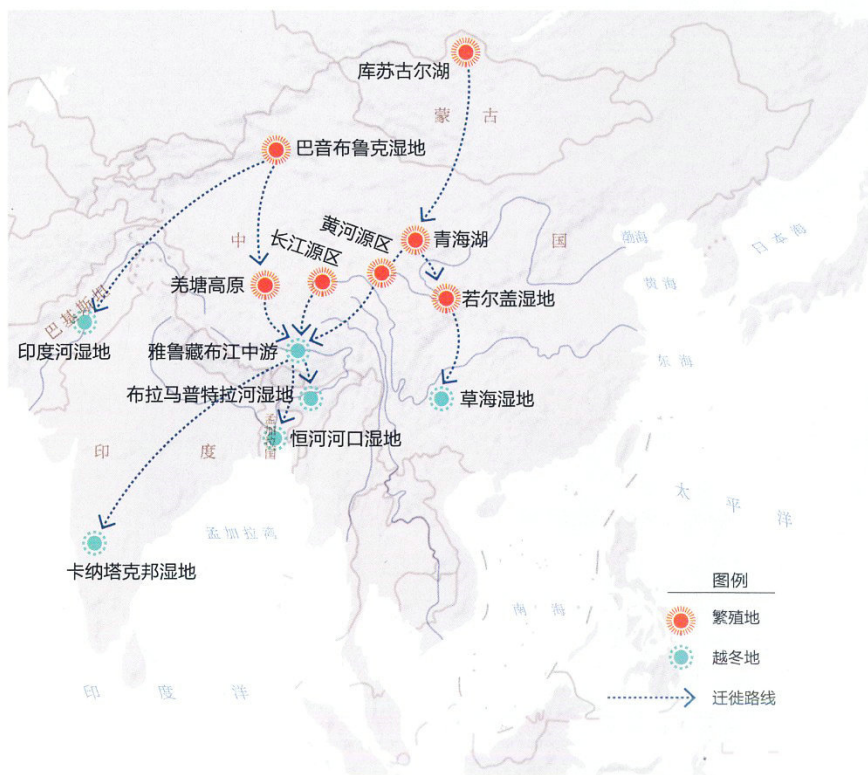 库苏古尔湖
蒙古
巴音布鲁克湿地
黄河源区
青海湖
中
国
渤海
日本海
长江源区
羌塘高原
若尔盖湿地
黄海
巴基斯坦
印度河湿地
雅鲁藏布江中游
东海
布拉马普特拉河湿地
草海湿地
孟加拉国
恒河河口湿地
印度
太平洋
孟加拉湾
卡纳塔克邦湿地
图例
南海
繁殖地
越冬地
印度洋
迁徙路线